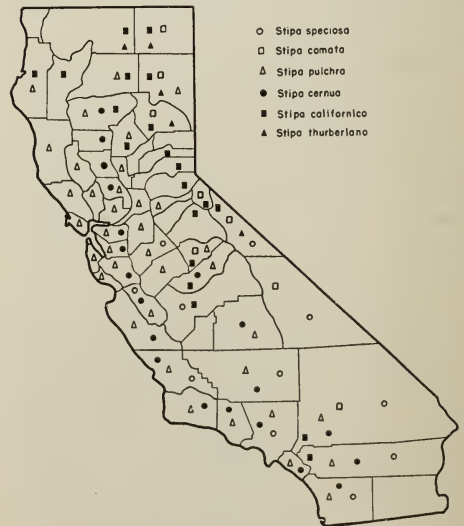 Stipa speciosa
Stipa comata
Stipa pulchra
Stipa cernua
Stipa californica
Stipa thurberiana